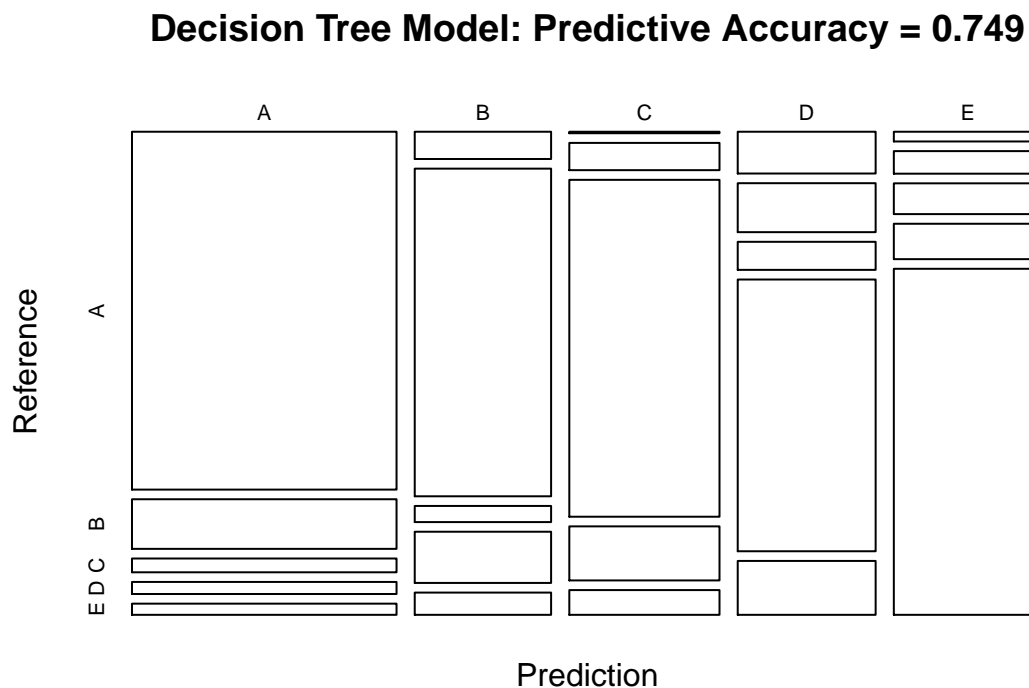 Decision Tree Model: Predictive Accuracy = 0.749
A B C D E
Reference
A
B
C
D
E
Prediction